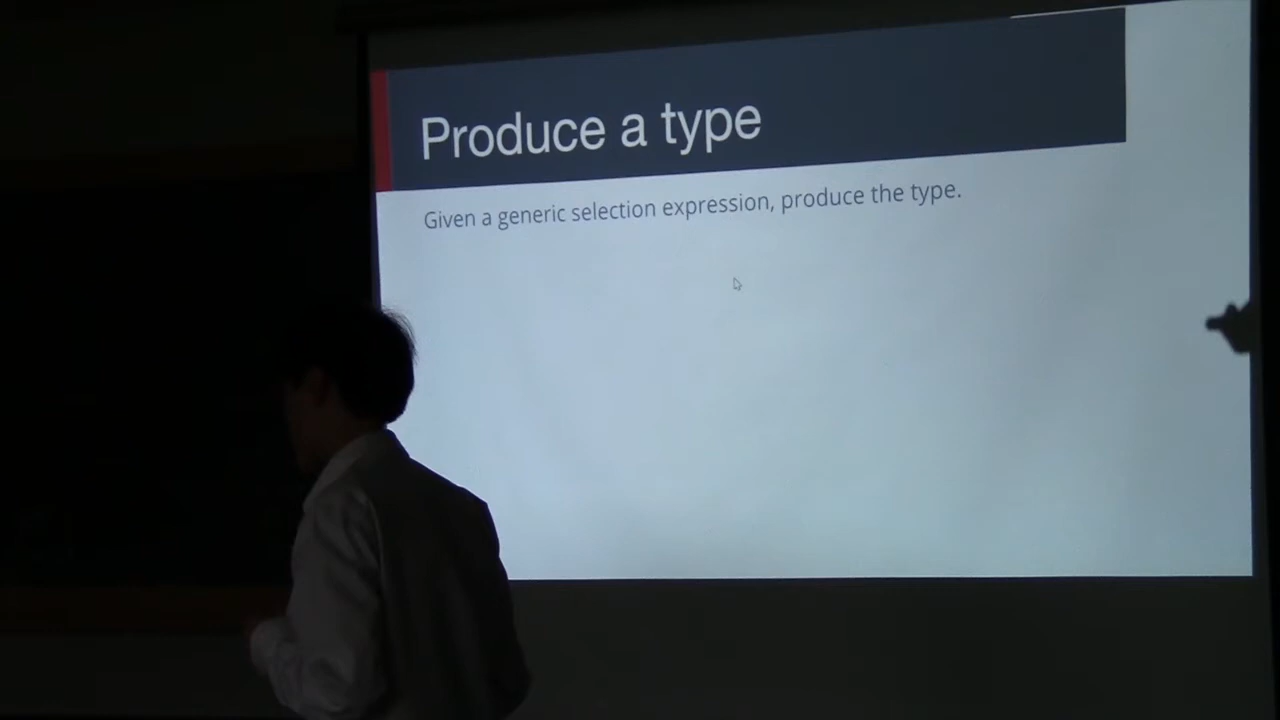 Produce a type
Given a generic selection expression, produce the type.